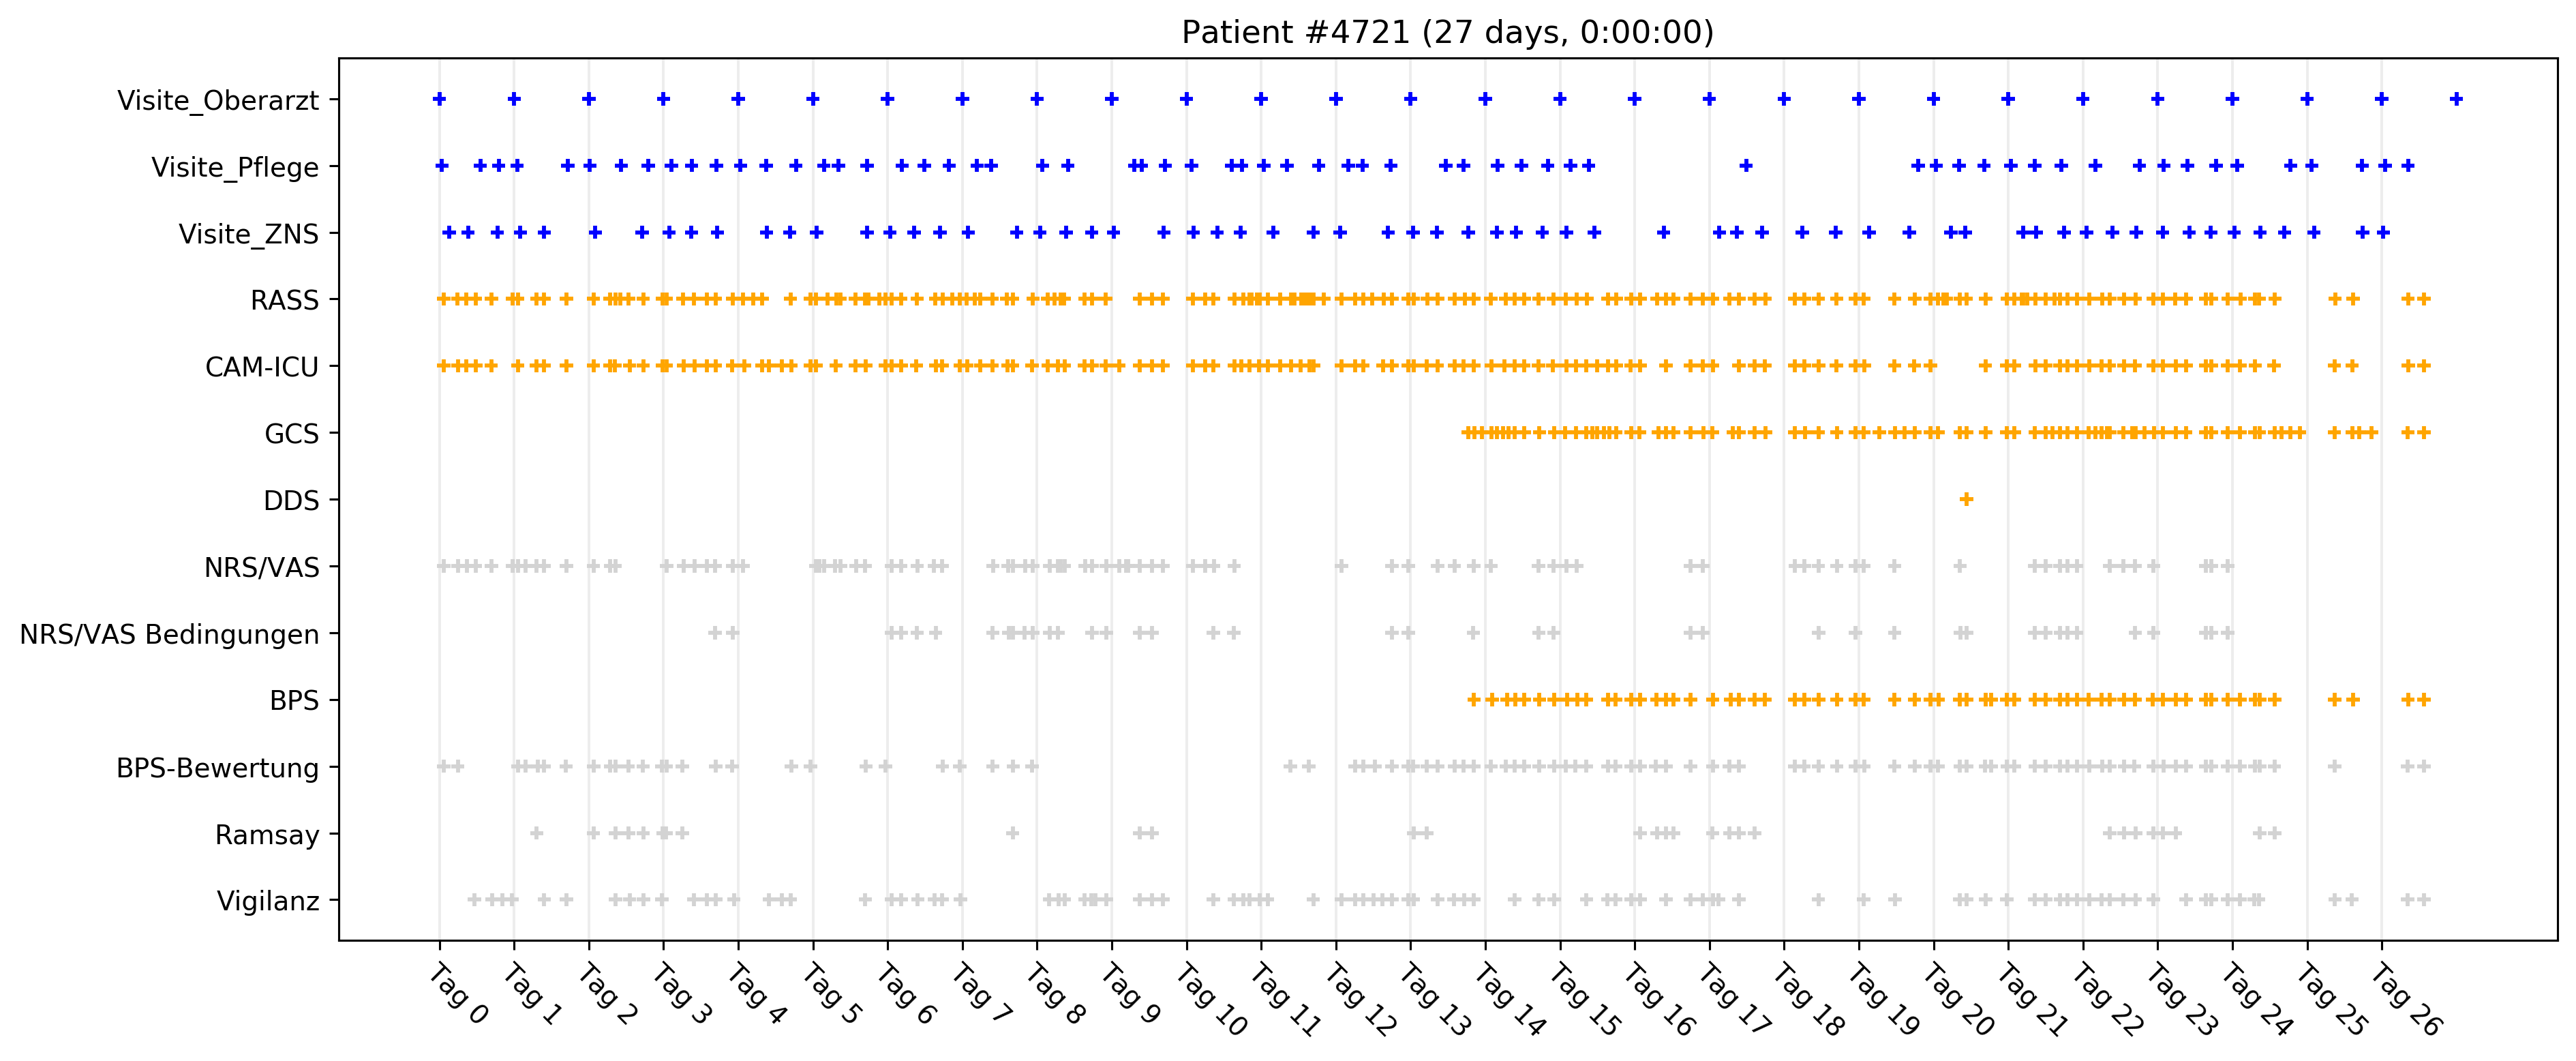 Patient #4721 (27 days, 0:00:00)
Visite_Oberarzt
Visite_Pflege
Visite_ZNS
RASS
CAM-ICU
GCS
DDS
NRS/VAS
NRS/VAS Bedingungen
BPS
BPS-Bewertung
Ramsay
Vigilanz
Tag 0
Tag 1
Tag 2
Tag 3
Tag 4
Tag 5
Tag 6
Tag 7
Tag 8
Tag 9
Tag 10
Tag 11
Tag 12
Tag 13
Tag 14
Tag 15
Tag 16
Tag 17
Tag 18
Tag 19
Tag 20
Tag 21
Tag 22
Tag 23
Tag 24
Tag 25
Tag 26